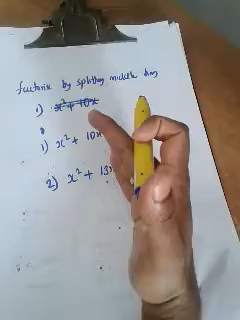 factorise by splitting middle term
1) x² + 10x
1) x² + 10x
2) x² + 13